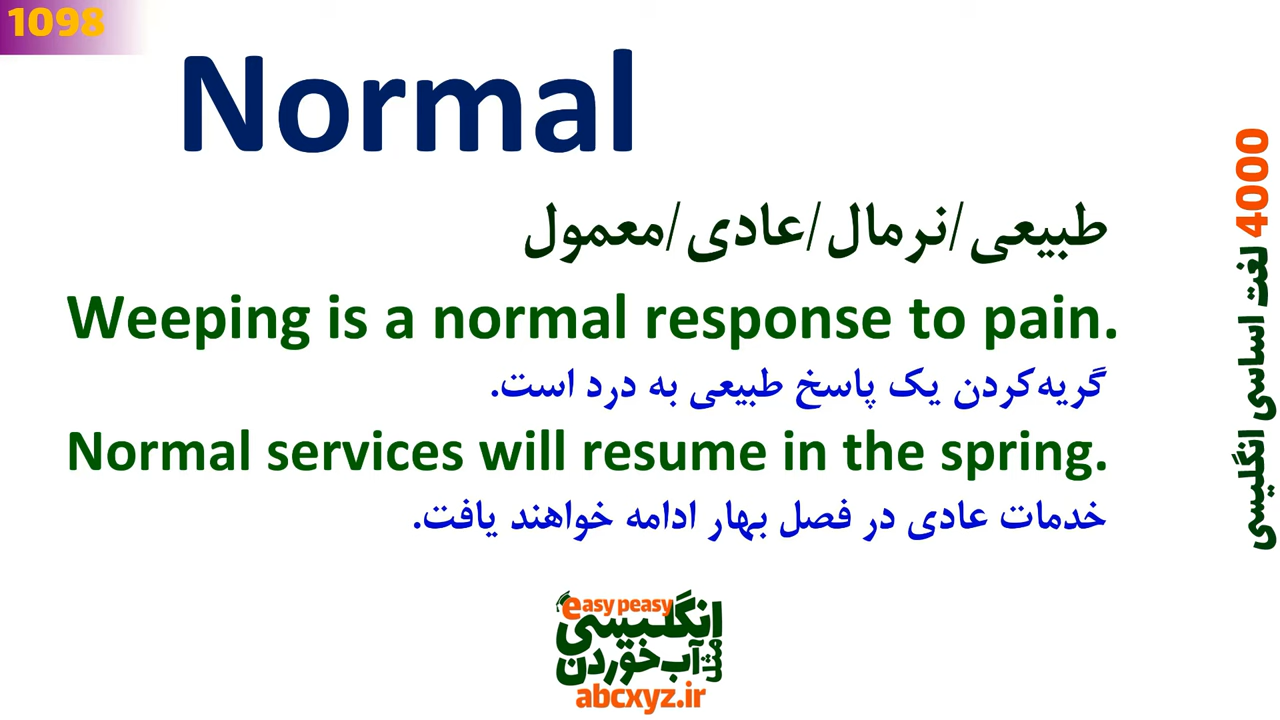 1098
Normal
طبیعی/نرمال/عادی/معمول
Weeping is a normal response to pain.
گریه‌کردن یک پاسخ طبیعی به درد است.
Normal services will resume in the spring.
خدمات عادی در فصل بهار ادامه خواهند یافت.
4000 لغت اساسی انگلیسی
easy peasy
انگلیسی
مثل آب خوردن
abcxyz.ir